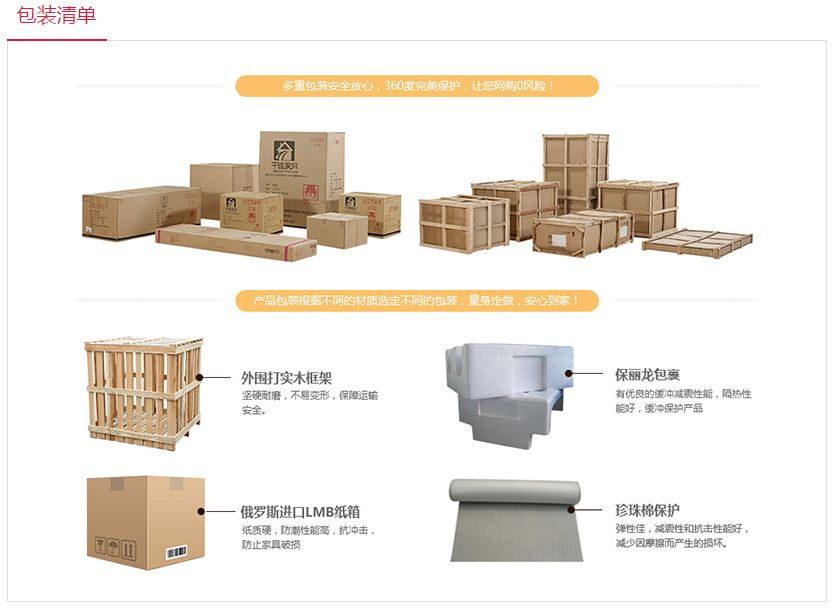 包装清单
多重包装安全放心，360度完美保护，让您网购0风险！
千佳家具
产品包装根据不同的材质选定不同的包装，量身定做，安心到家！
外围打实木框架
坚硬耐磨，不易变形，保障运输
安全。
保丽龙包裹
有优良的缓冲减震性能，隔热性
能好，缓冲保护产品
俄罗斯进口LMB纸箱
纸质硬，防潮性能高，抗冲击，
防止家具破损
珍珠棉保护
弹性佳，减震性和抗击性能好，
减少因摩擦而产生的损坏。